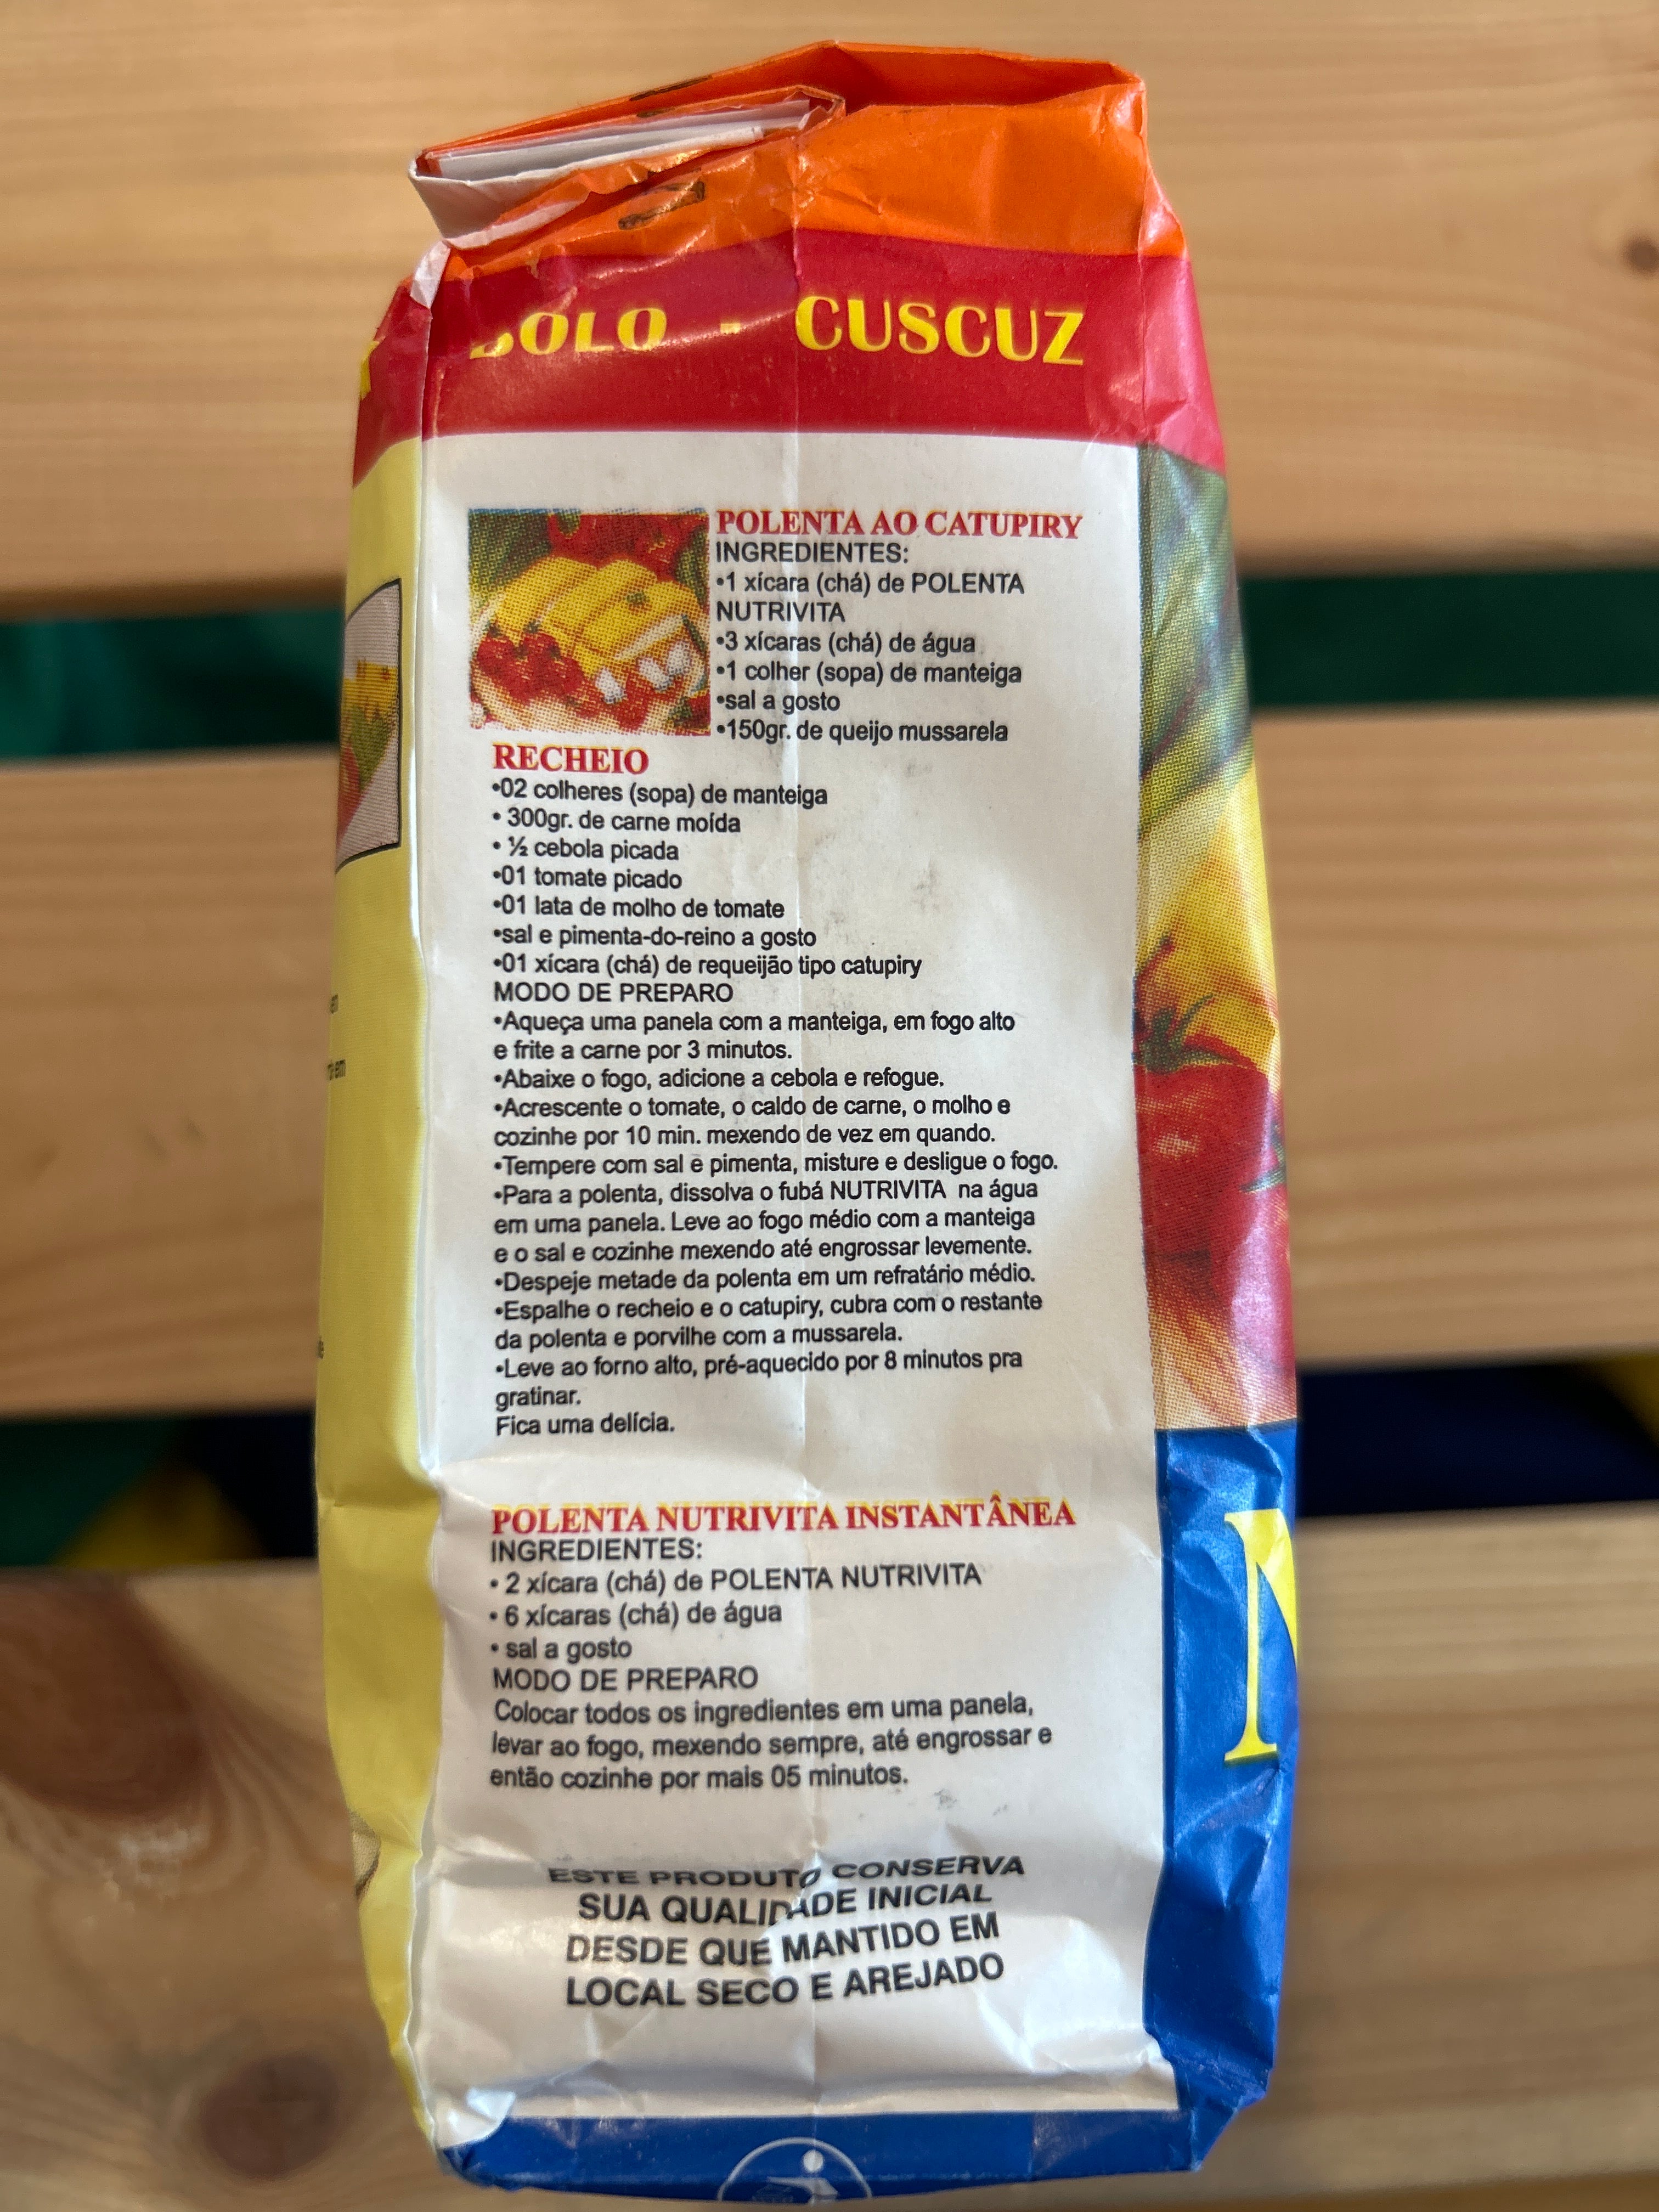 BOLO - CUSCUZ
POLENTA AO CATUPIRY
INGREDIENTES:
•1 xícara (chá) de POLENTA
NUTRIVITA
•3 xícaras (chá) de água
•1 colher (sopa) de manteiga
•sal a gosto
•150gr. de queijo mussarela
RECHEIO
•02 colheres (sopa) de manteiga
• 300gr. de carne moída
• ½ cebola picada
•01 tomate picado
•01 lata de molho de tomate
•sal e pimenta-do-reino a gosto
•01 xícara (chá) de requeijão tipo catupiry
MODO DE PREPARO
•Aqueça uma panela com a manteiga, em fogo alto
e frite a carne por 3 minutos.
•Abaixe o fogo, adicione a cebola e refogue.
•Acrescente o tomate, o caldo de carne, o molho e
cozinhe por 10 min. mexendo de vez em quando.
•Tempere com sal e pimenta, misture e desligue o fogo.
•Para a polenta, dissolva o fubá NUTRIVITA na água
em uma panela. Leve ao fogo médio com a manteiga
e o sal e cozinhe mexendo até engrossar levemente.
•Despeje metade da polenta em um refratário médio.
•Espalhe o recheio e o catupiry, cubra com o restante
da polenta e porvilhe com a mussarela.
•Leve ao forno alto, pré-aquecido por 8 minutos pra
gratinar.
Fica uma delícia.
POLENTA NUTRIVITA INSTANTÂNEA
INGREDIENTES:
• 2 xícara (chá) de POLENTA NUTRIVITA
• 6 xícaras (chá) de água
• sal a gosto
MODO DE PREPARO
Colocar todos os ingredientes em uma panela,
levar ao fogo, mexendo sempre, até engrossar e
então cozinhe por mais 05 minutos.
ESTE PRODUTO CONSERVA
SUA QUALIDADE INICIAL
DESDE QUE MANTIDO EM
LOCAL SECO E AREJADO
N